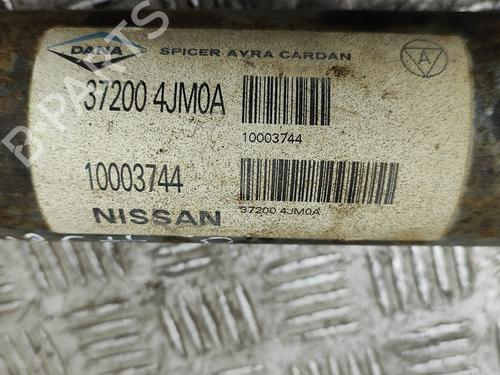 DANA
SPICER AYRA CARDAN
A
37200 4JM0A
10003744
10003744
37200 4JM0A
NISSAN
B-PARTS